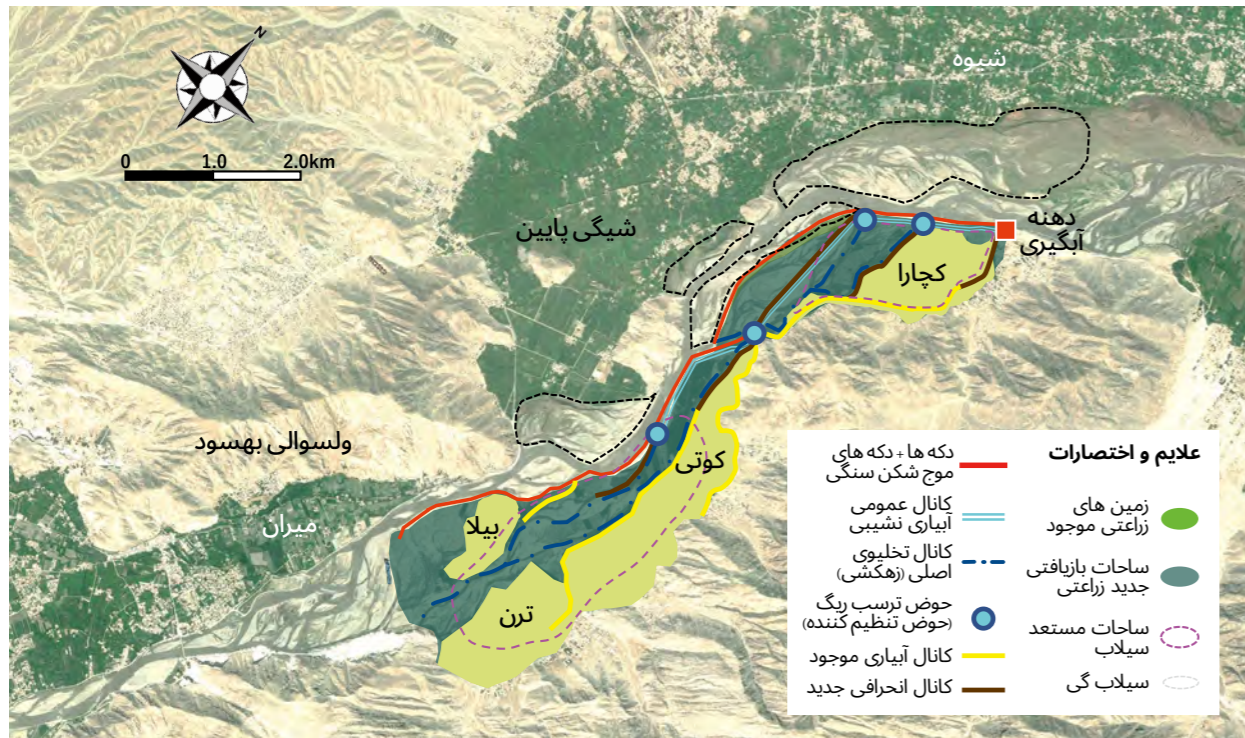 N
0 1.0 2.0km
شیوه
دهنه
آبگیری
شیگی پایین
کچارا
ولسوالی بهسود
کوتی
بیلا
میران
ترن
علایم و اختصارات
دکه ها + دکه های
موج شکن سنگی
کانال عمومی
آبیاری نشیبی
کانال تخلیوی
اصلی (زهکشی)
حوض ترسب ریگ
(حوض تنظیم کننده)
کانال آبیاری موجود
کانال انحرافی جدید
زمین های
زراعتی موجود
ساحات بازیافتی
جدید زراعتی
ساحات مستعد
سیلاب
سیلاب گی